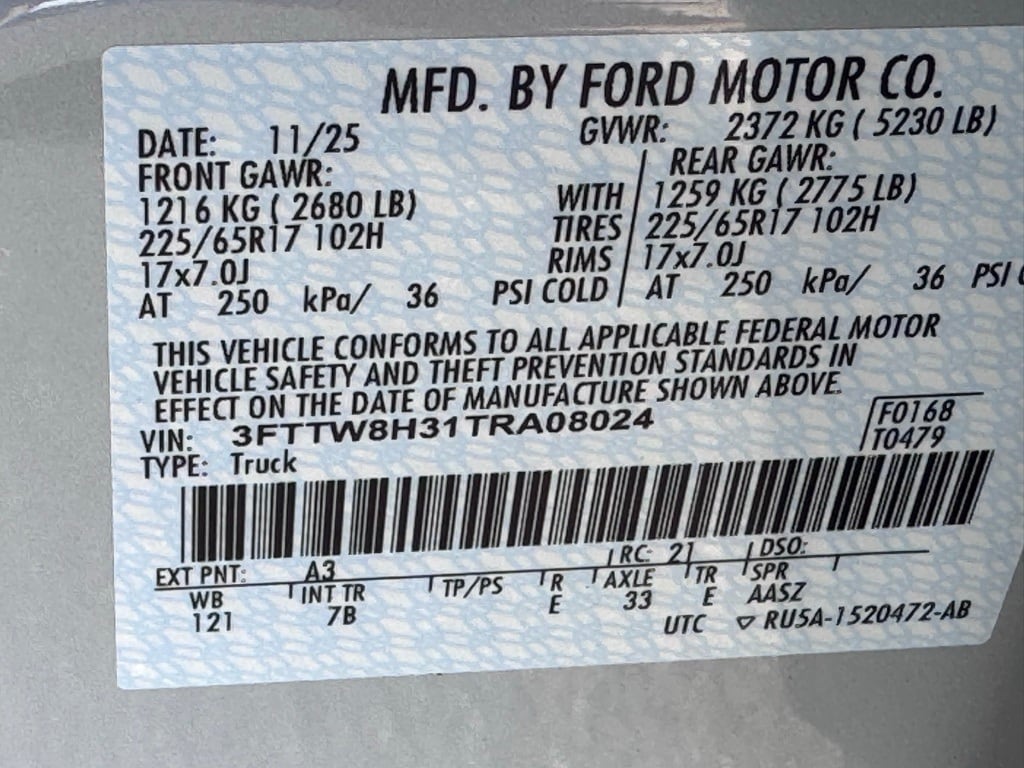 MFD. BY FORD MOTOR CO.
DATE: 11/25 GVWR: 2372 KG ( 5230 LB)
FRONT GAWR: REAR GAWR:
1216 KG ( 2680 LB) WITH 1259 KG ( 2775 LB)
225/65R17 102H TIRES 225/65R17 102H
17x7.0J RIMS 17x7.0J
AT 250 kPa/ 36 PSI COLD AT 250 kPa/ 36 PSI
THIS VEHICLE CONFORMS TO ALL APPLICABLE FEDERAL MOTOR
VEHICLE SAFETY AND THEFT PREVENTION STANDARDS IN
EFFECT ON THE DATE OF MANUFACTURE SHOWN ABOVE.
VIN: 3FTTW8H31TRA08024 F0168
TYPE: Truck T0479
EXT PNT: A3 RC: 21 DSO:
WB INT TR TP/PS R AXLE TR SPR
121 7B E 33 E AASZ
UTC ▽ RU5A-1520472-AB